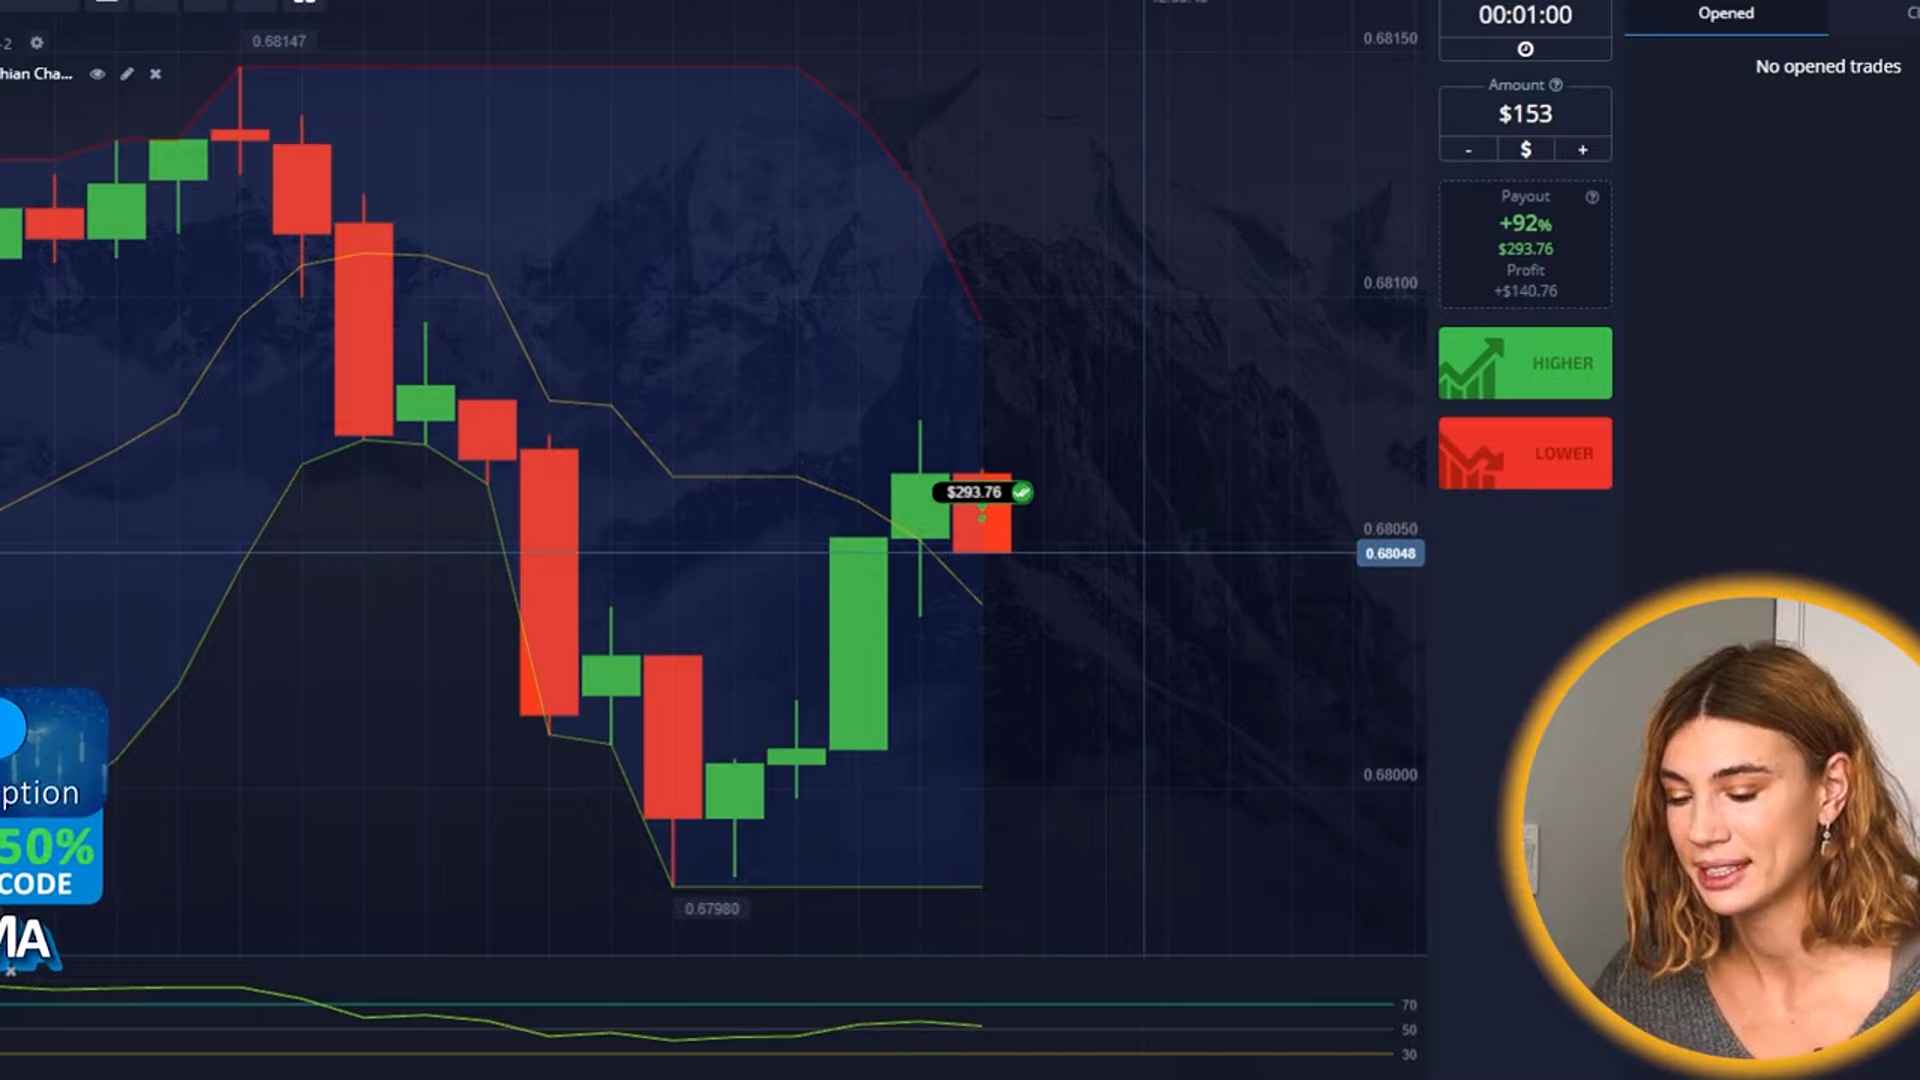 0.68147
0.68150
-2
hian Cha...
00:01:00
Opened
No opened trades
Amount
$153
- $ +
Payout
+92%
$293.76
Profit
+$140.76
0.68100
HIGHER
LOWER
$293.76
0.68050
0.68048
0.68000
ption
50%
CODE
MA
0.67980
70
50
30